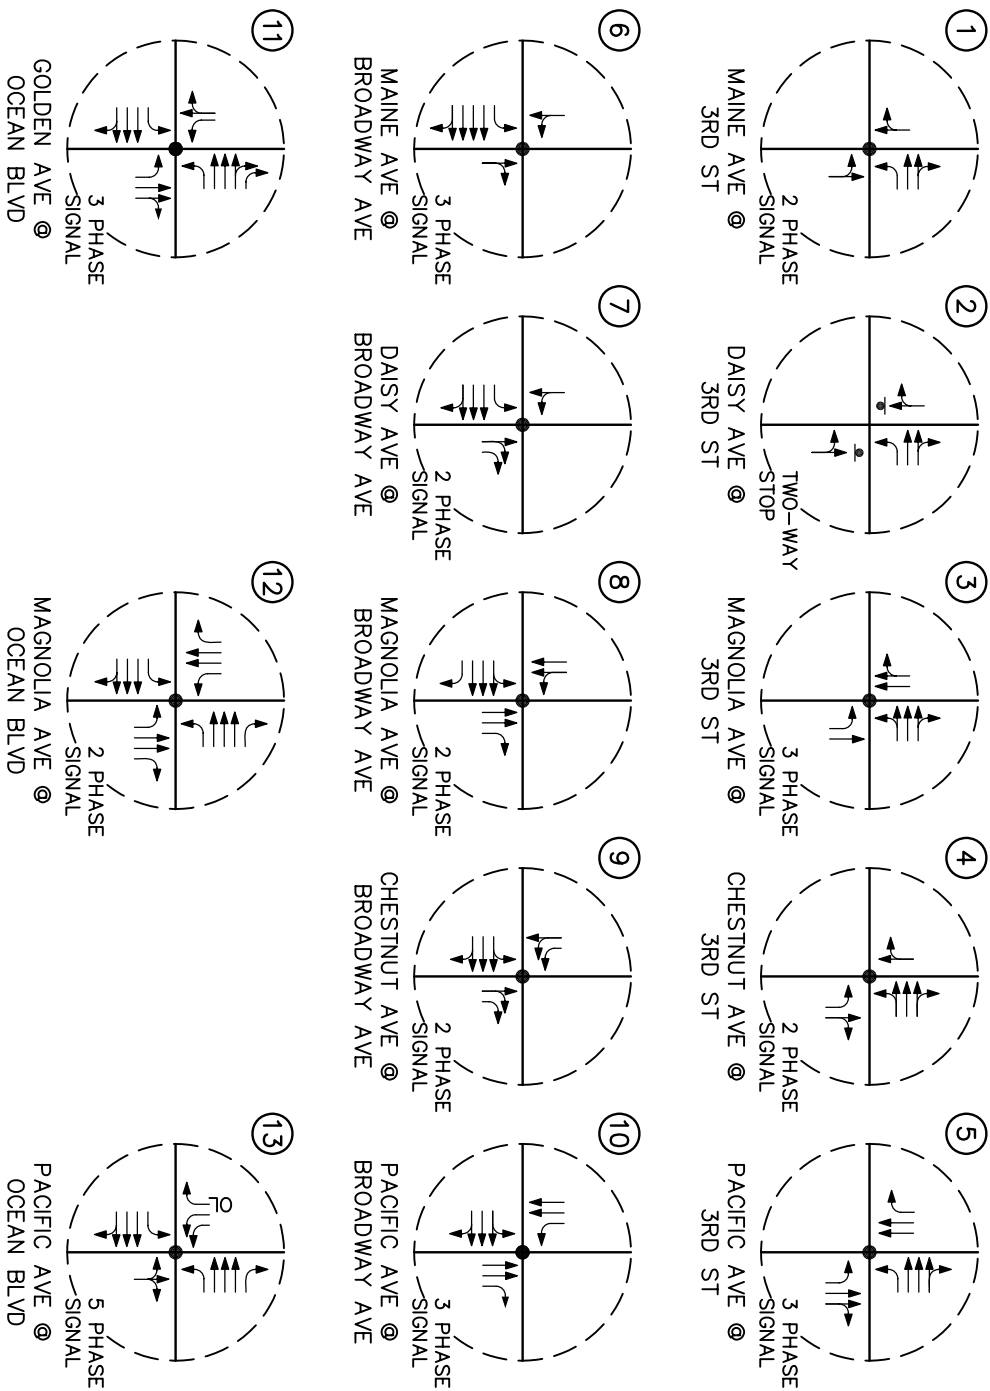 1
2 PHASE
SIGNAL
MAINE AVE @
3RD ST
2
TWO-WAY
STOP
DAISY AVE @
3RD ST
3
3 PHASE
SIGNAL
MAGNOLIA AVE @
3RD ST
4
2 PHASE
SIGNAL
CHESTNUT AVE @
3RD ST
5
3 PHASE
SIGNAL
PACIFIC AVE @
3RD ST
6
3 PHASE
SIGNAL
MAINE AVE @
BROADWAY AVE
7
2 PHASE
SIGNAL
DAISY AVE @
BROADWAY AVE
8
2 PHASE
SIGNAL
MAGNOLIA AVE @
BROADWAY AVE
9
2 PHASE
SIGNAL
CHESTNUT AVE @
BROADWAY AVE
10
3 PHASE
SIGNAL
PACIFIC AVE @
BROADWAY AVE
11
3 PHASE
SIGNAL
GOLDEN AVE @
OCEAN BLVD
12
2 PHASE
SIGNAL
MAGNOLIA AVE @
OCEAN BLVD
13
OL
5 PHASE
SIGNAL
PACIFIC AVE @
OCEAN BLVD